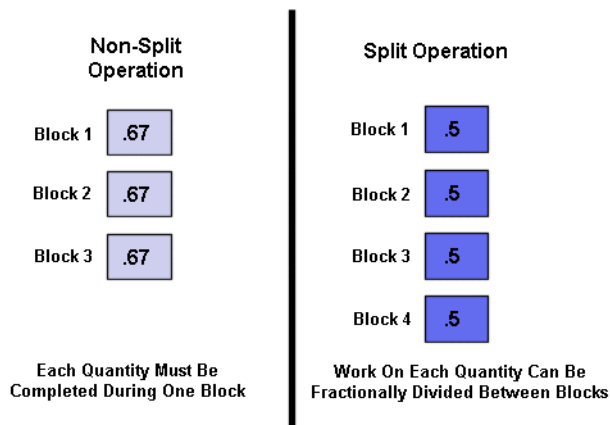 Non-Split
Operation
Block 1 .67
Block 2 .67
Block 3 .67
Each Quantity Must Be
Completed During One Block
Split Operation
Block 1 .5
Block 2 .5
Block 3 .5
Block 4 .5
Work On Each Quantity Can Be
Fractionally Divided Between Blocks